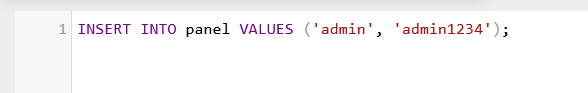 1 INSERT INTO panel VALUES ('admin', 'admin1234');